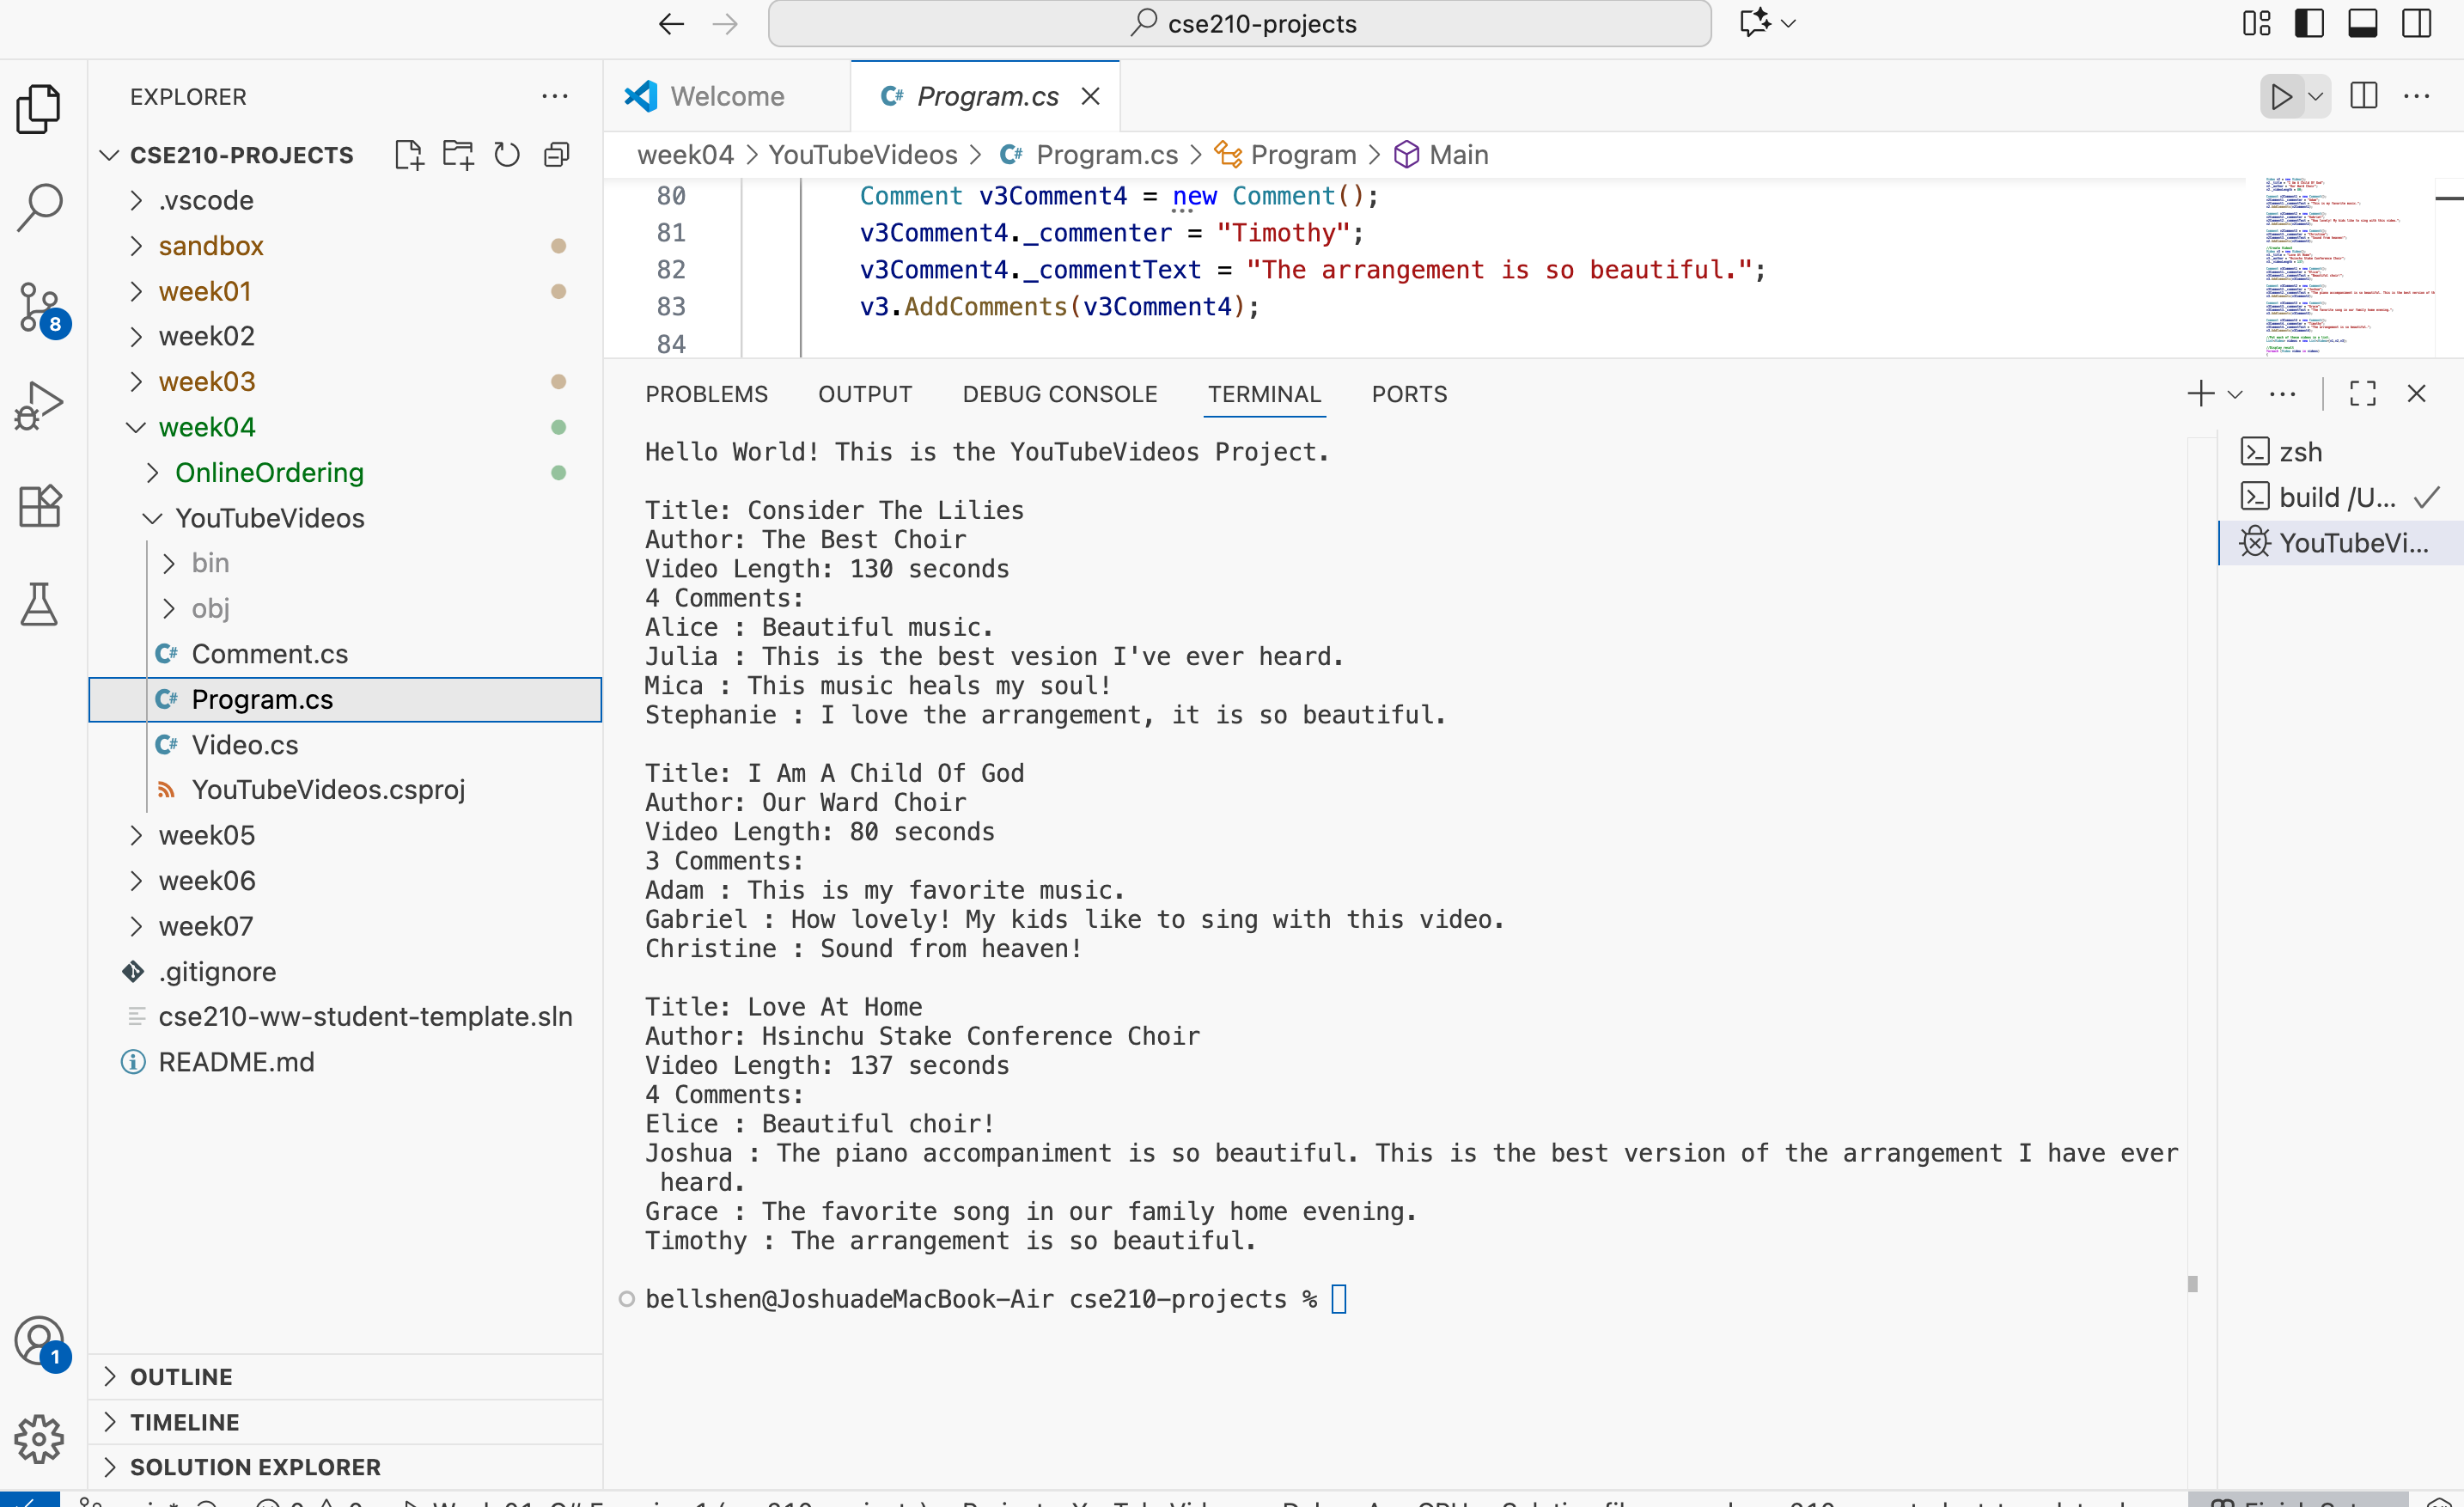 cse210-projects
EXPLORER
CSE210-PROJECTS
.vscode
sandbox
week01
week02
week03
week04
OnlineOrdering
YouTubeVideos
bin
obj
Comment.cs
Program.cs
Video.cs
YouTubeVideos.csproj
week05
week06
week07
.gitignore
cse210-ww-student-template.sln
README.md
OUTLINE
TIMELINE
SOLUTION EXPLORER
8
1
Welcome
Program.cs
week04 > YouTubeVideos > Program.cs > Program > Main
80 Comment v3Comment4 = new Comment();
81 v3Comment4._commenter = "Timothy";
82 v3Comment4._commentText = "The arrangement is so beautiful.";
83 v3.AddComments(v3Comment4);
84
PROBLEMS OUTPUT DEBUG CONSOLE TERMINAL PORTS
Hello World! This is the YouTubeVideos Project.
Title: Consider The Lilies
Author: The Best Choir
Video Length: 130 seconds
4 Comments:
Alice : Beautiful music.
Julia : This is the best vesion I've ever heard.
Mica : This music heals my soul!
Stephanie : I love the arrangement, it is so beautiful.
Title: I Am A Child Of God
Author: Our Ward Choir
Video Length: 80 seconds
3 Comments:
Adam : This is my favorite music.
Gabriel : How lovely! My kids like to sing with this video.
Christine : Sound from heaven!
Title: Love At Home
Author: Hsinchu Stake Conference Choir
Video Length: 137 seconds
4 Comments:
Elice : Beautiful choir!
Joshua : The piano accompaniment is so beautiful. This is the best version of the arrangement I have ever
heard.
Grace : The favorite song in our family home evening.
Timothy : The arrangement is so beautiful.
bellshen@JoshuadeMacBook-Air cse210-projects %
zsh
build /U...
YouTubeVi...